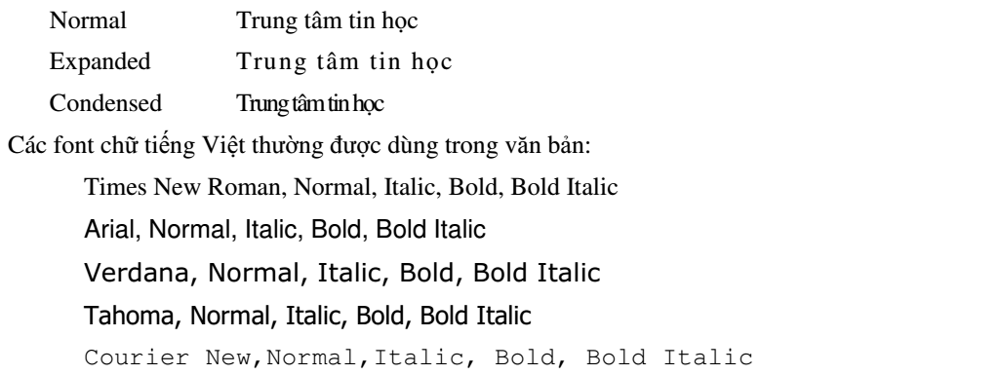 Normal Trung tâm tin học
Expanded Trung tâm tin học
Condensed Trung tâm tin học
Các font chữ tiếng Việt thường được dùng trong văn bản:
Times New Roman, Normal, Italic, Bold, Bold Italic
Arial, Normal, Italic, Bold, Bold Italic
Verdana, Normal, Italic, Bold, Bold Italic
Tahoma, Normal, Italic, Bold, Bold Italic
Courier New,Normal,Italic, Bold, Bold Italic